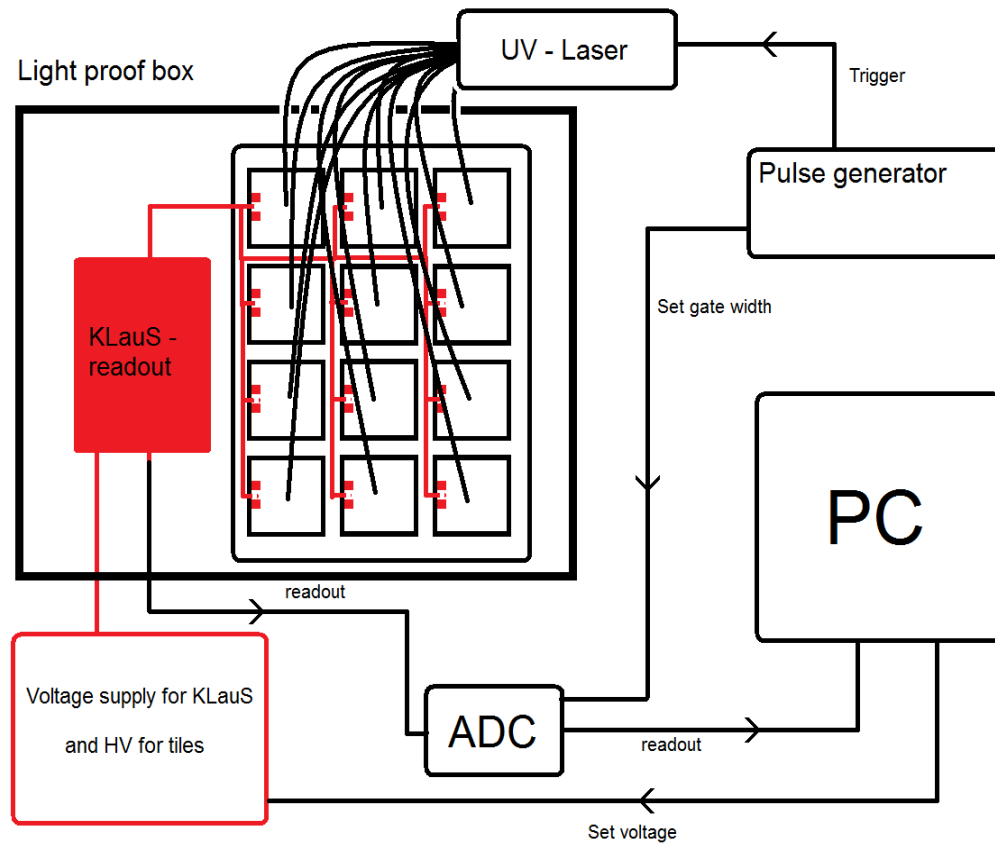 UV - Laser
Light proof box
Trigger
Pulse generator
Set gate width
KLauS -
readout
PC
readout
Voltage supply for KLauS
and HV for tiles
ADC
readout
Set voltage